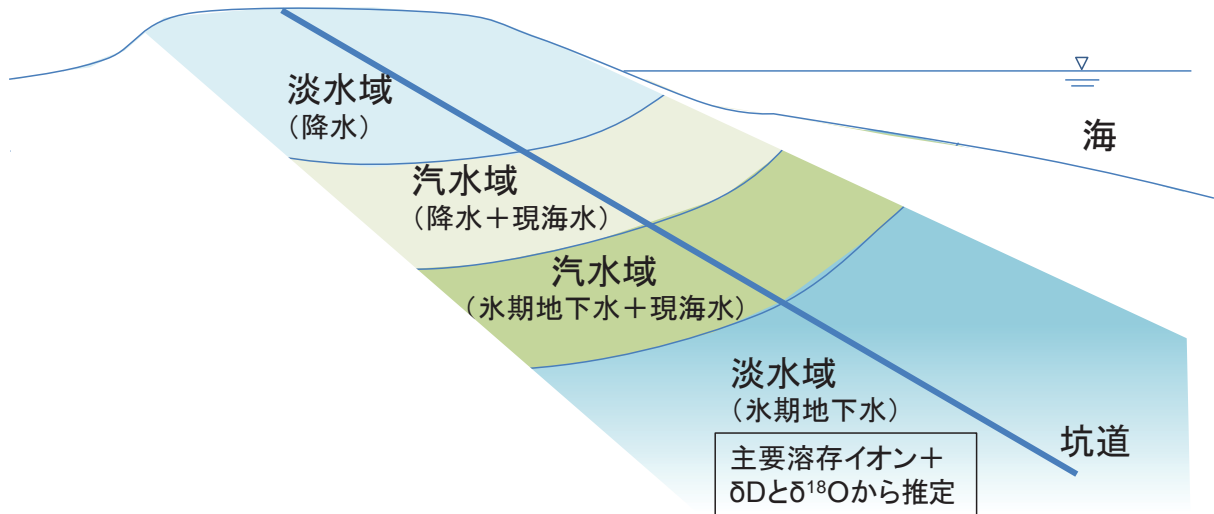 淡水域
（降水）
海
汽水域
（降水＋現海水）
汽水域
（氷期地下水＋現海水）
淡水域
（氷期地下水）
坑道
主要溶存イオン＋
δDとδ¹⁸Oから推定